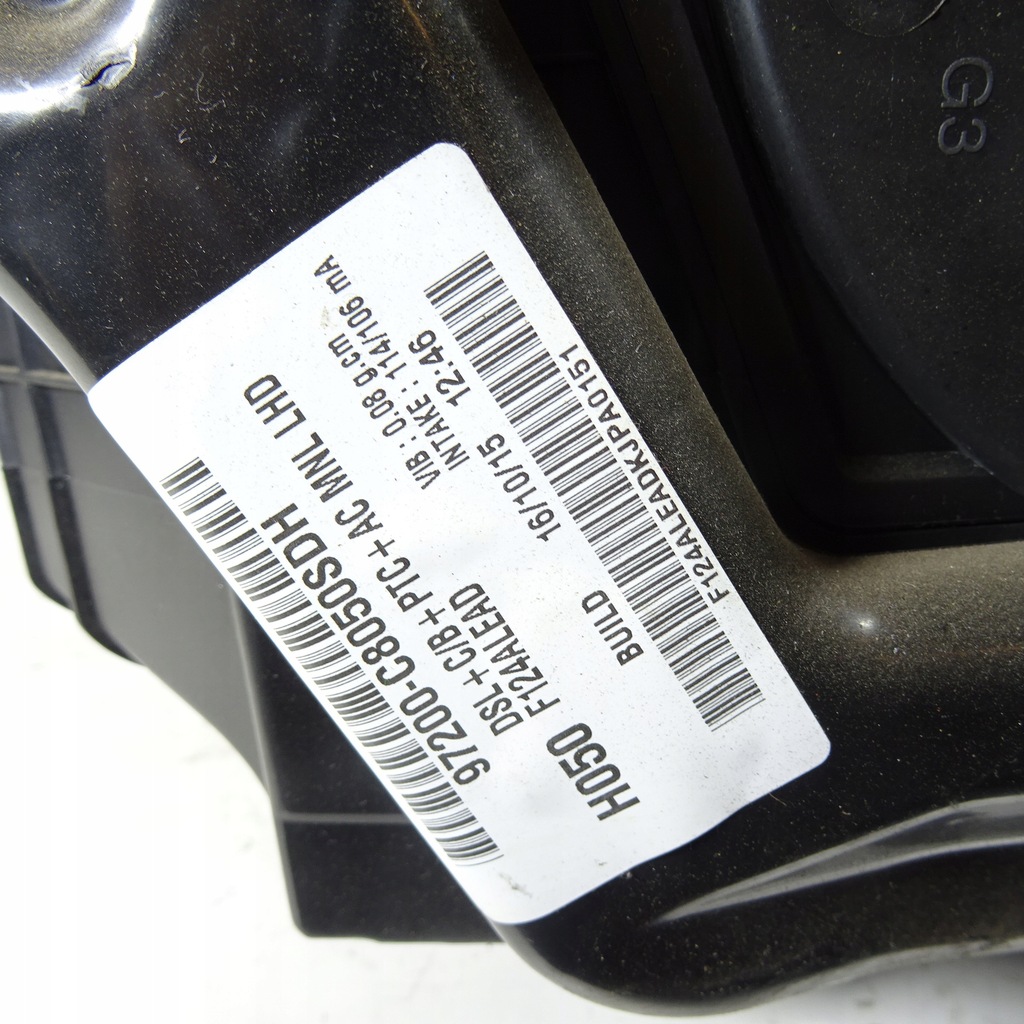 97200-C8050SDH
DSL + C/B + PTC + AC MNL LHD
H050 F124ALEAD
VIB : 0.08 g.cm
INTAKE : 114/106 mA
BUILD 16/10/15 12:46
F124ALEADKJPA0151
G3